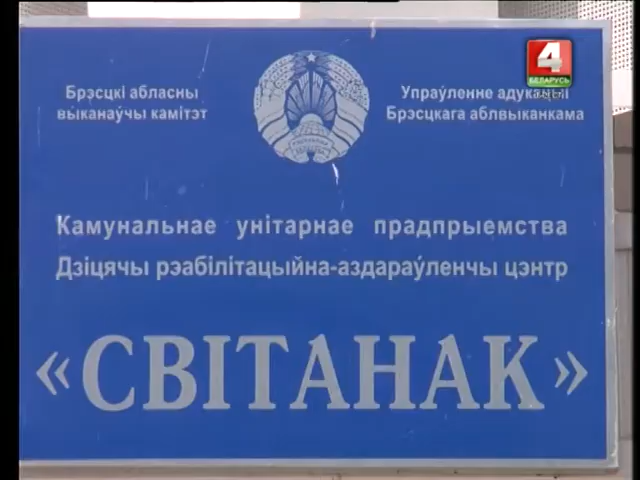 4
БЕЛАРУСЬ
Брэсцкі абласны
выканаўчы камітэт
Упраўленне адукацыі
Брэсцкага аблвыканкама
Камунальнае унітарнае прадпрыемства
Дзіцячы рэабілітацыйна-аздараўленчы цэнтр
«СВІТАНАК»